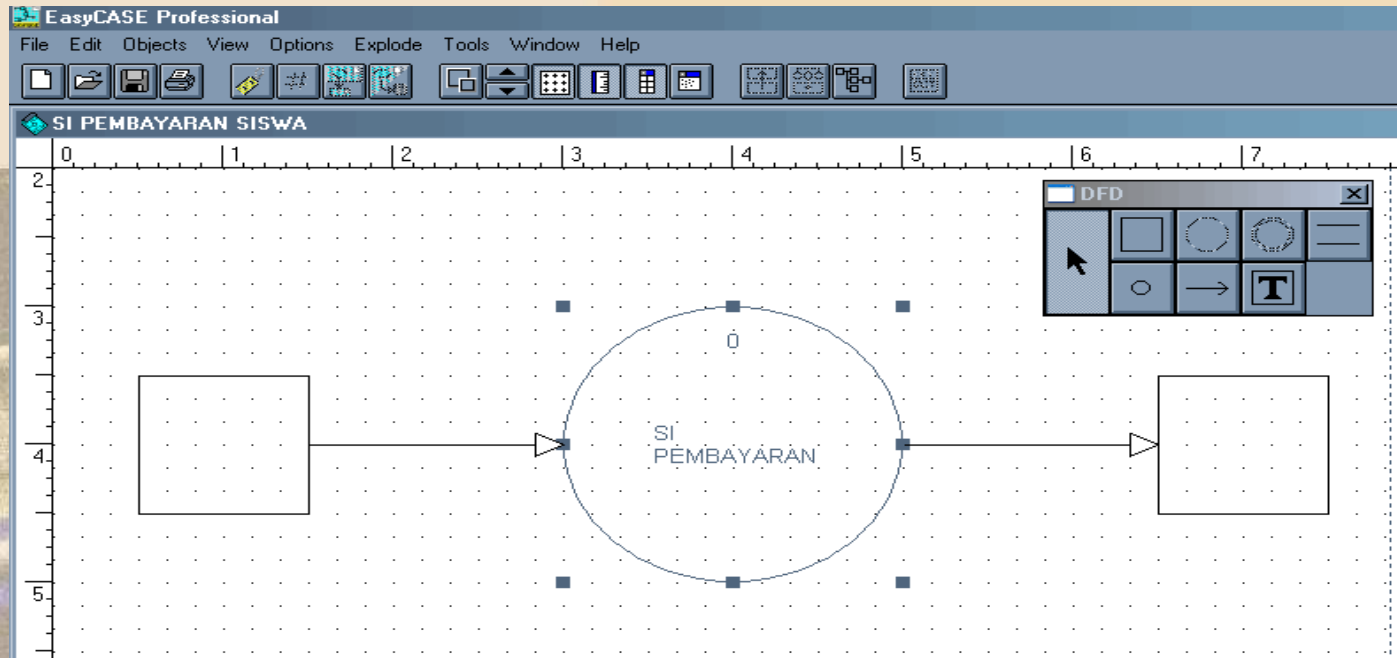 EasyCASE Professional
File Edit Objects View Options Explode Tools Window Help
SI PEMBAYARAN SISWA
0 1 2 3 4 5 6 7
2
DFD
T
3
0
SI
PEMBAYARAN
4
5